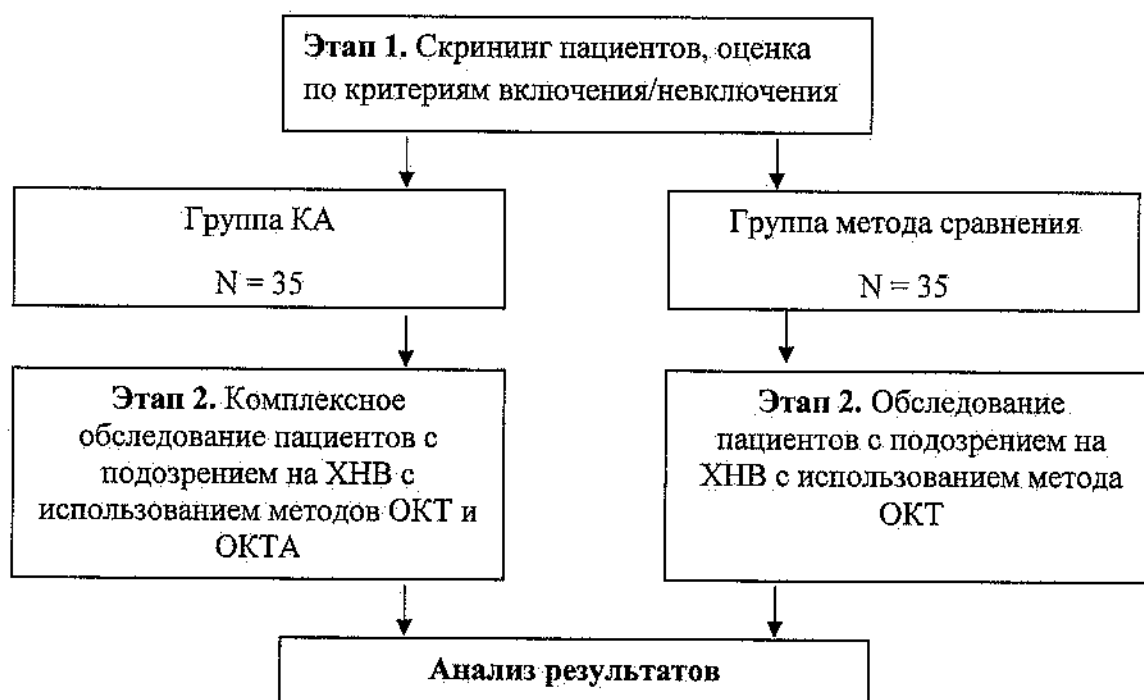 Этап 1. Скрининг пациентов, оценка
по критериям включения/невключения
Группа КА
N = 35
Группа метода сравнения
N = 35
Этап 2. Комплексное
обследование пациентов с
подозрением на ХНВ с
использованием методов ОКТ и
ОКТА
Этап 2. Обследование
пациентов с подозрением на
ХНВ с использованием метода
ОКТ
Анализ результатов